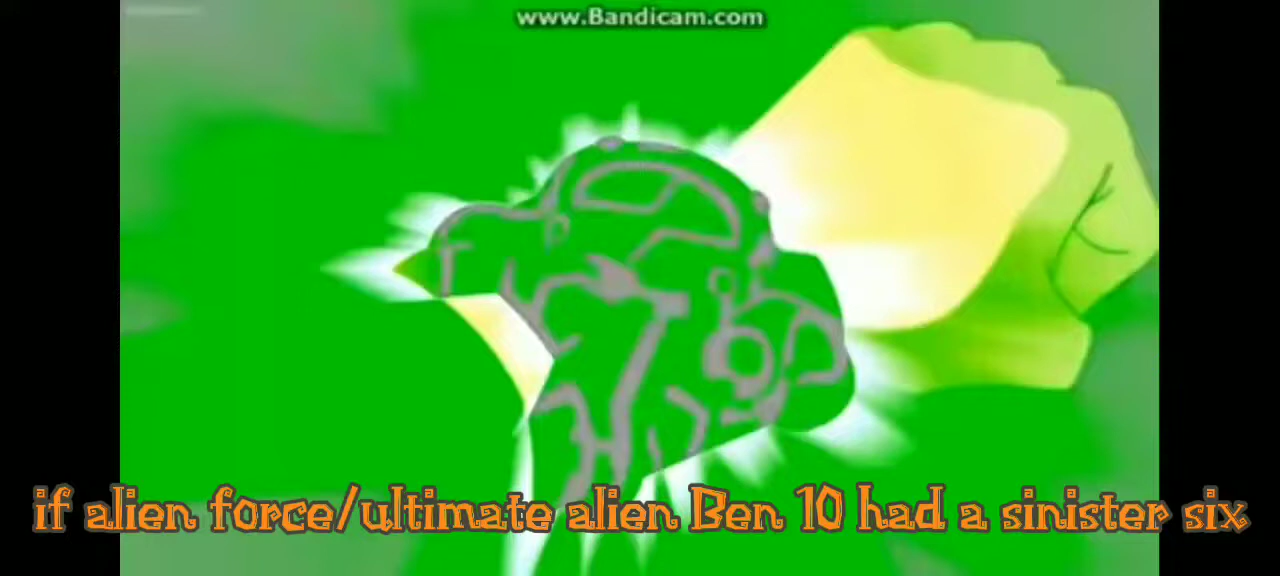 www.Bandicam.com
if alien force/ultimate alien Ben 10 had a sinister six